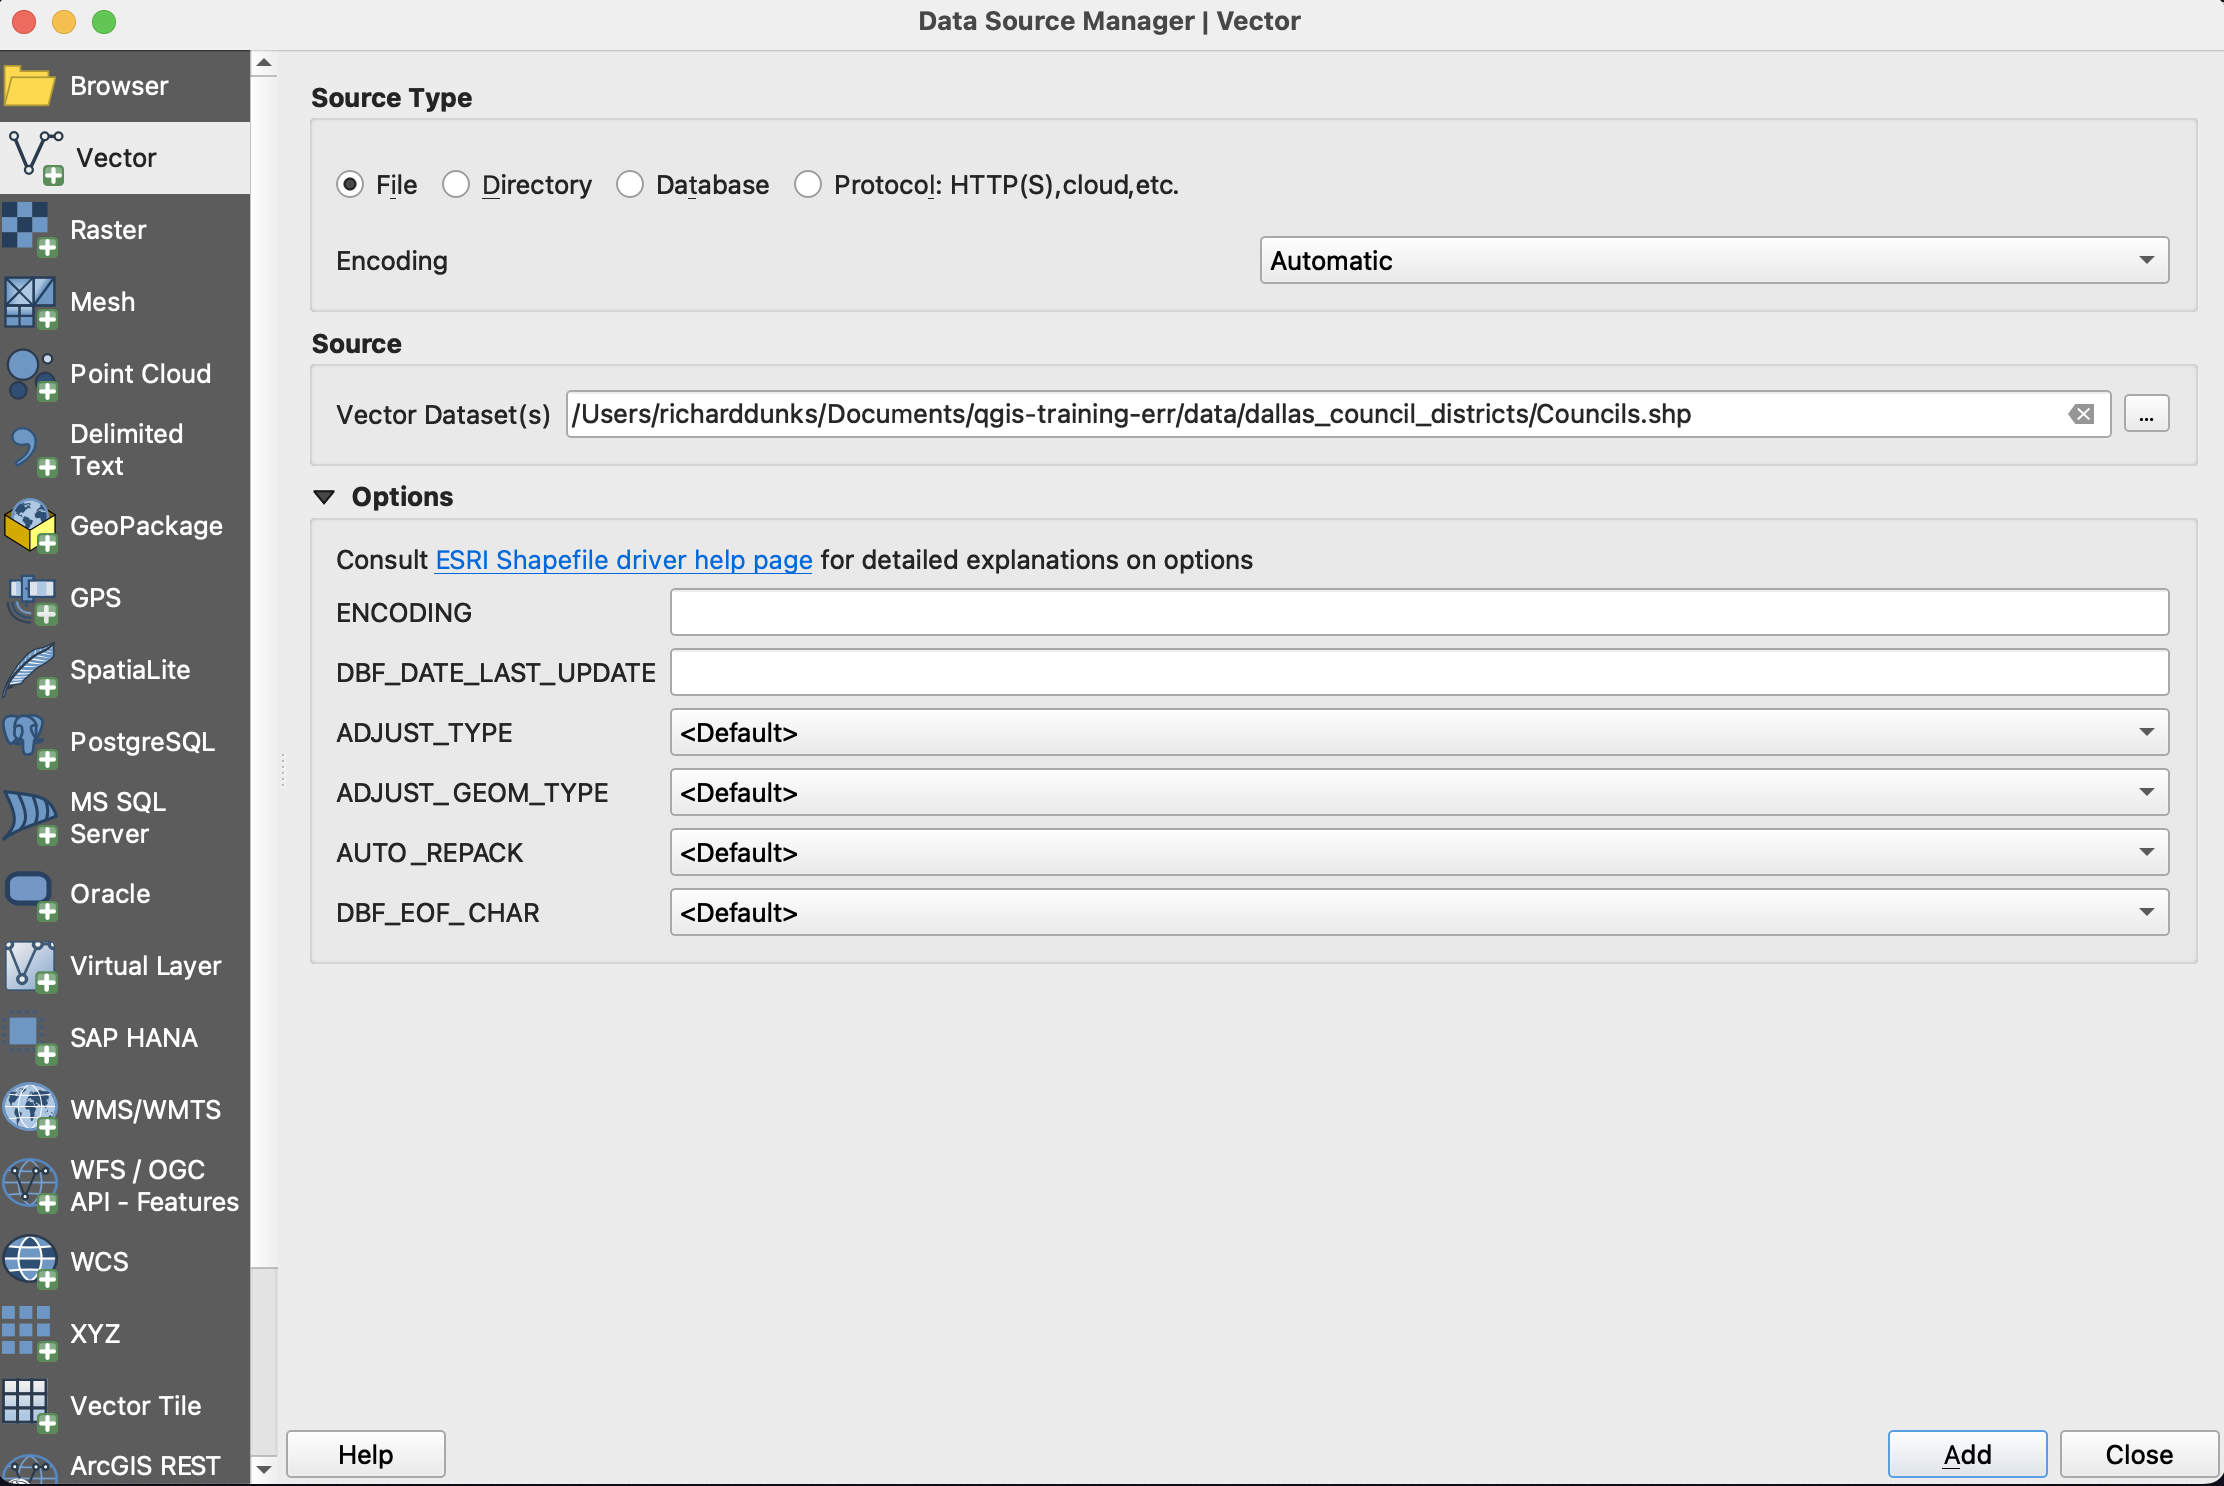 Data Source Manager | Vector
Browser
Vector
Raster
Mesh
Point Cloud
Delimited
Text
GeoPackage
GPS
SpatiaLite
PostgreSQL
MS SQL
Server
Oracle
Virtual Layer
SAP HANA
WMS/WMTS
WFS / OGC
API - Features
WCS
XYZ
Vector Tile
ArcGIS REST
Source Type
File Directory Database Protocol: HTTP(S),cloud,etc.
Encoding Automatic
Source
Vector Dataset(s) /Users/richarddunks/Documents/qgis-training-err/data/dallas_council_districts/Councils.shp ...
Options
Consult ESRI Shapefile driver help page for detailed explanations on options
ENCODING
DBF_DATE_LAST_UPDATE
ADJUST_TYPE <Default>
ADJUST_GEOM_TYPE <Default>
AUTO_REPACK <Default>
DBF_EOF_CHAR <Default>
Help Add Close